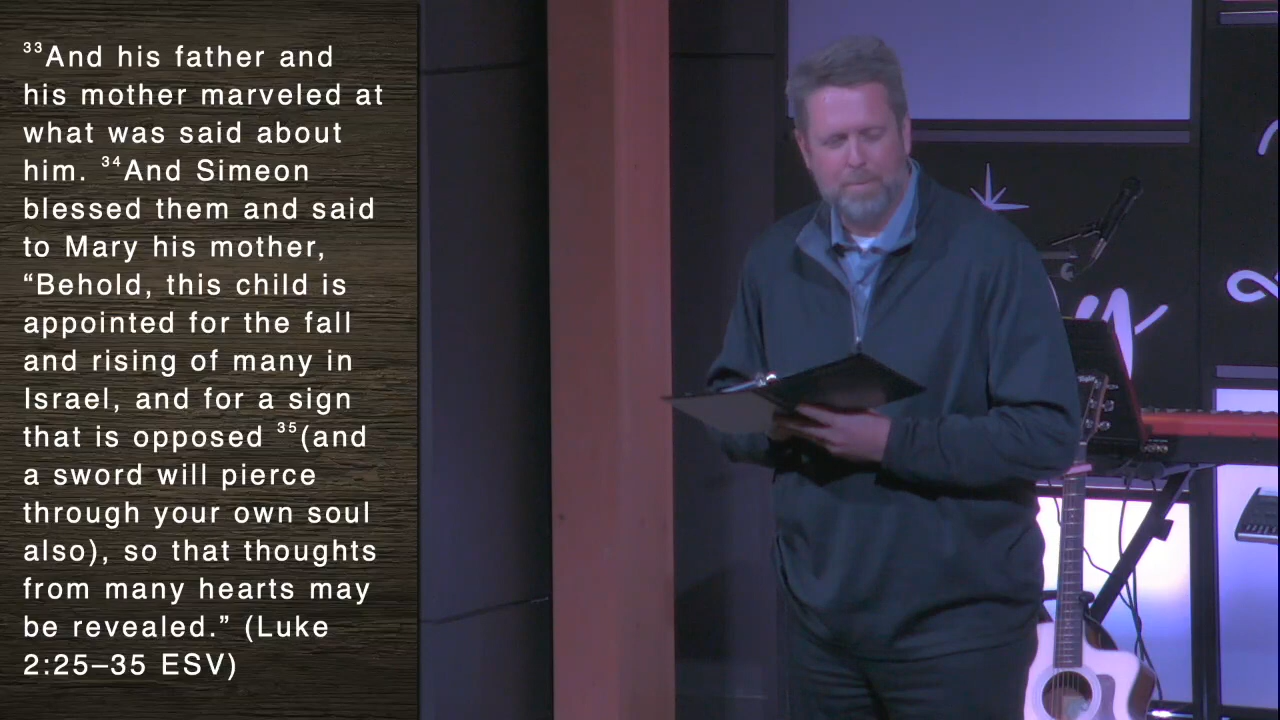 ³³And his father and
his mother marveled at
what was said about
him. ³⁴And Simeon
blessed them and said
to Mary his mother,
“Behold, this child is
appointed for the fall
and rising of many in
Israel, and for a sign
that is opposed ³⁵(and
a sword will pierce
through your own soul
also), so that thoughts
from many hearts may
be revealed.” (Luke
2:25–35 ESV)